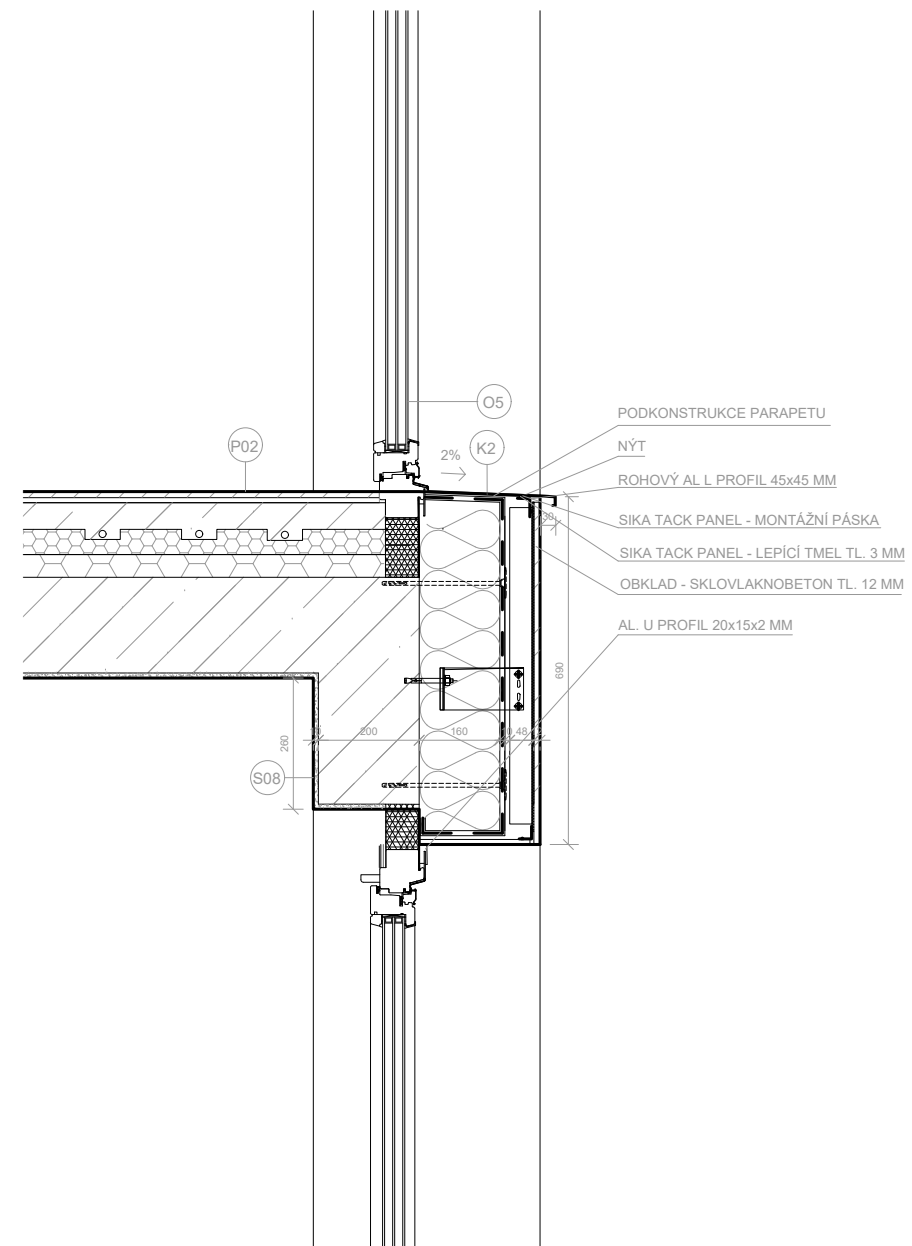 O5
PODKONSTRUKCE PARAPETU
P02
K2
2%
NÝT
ROHOVÝ AL L PROFIL 45x45 MM
SIKA TACK PANEL - MONTÁŽNÍ PÁSKA
SIKA TACK PANEL - LEPÍCÍ TMEL TL. 3 MM
OBKLAD - SKLOVLAKNOBETON TL. 12 MM
AL. U PROFIL 20x15x2 MM
690
200
160
48
260
S08